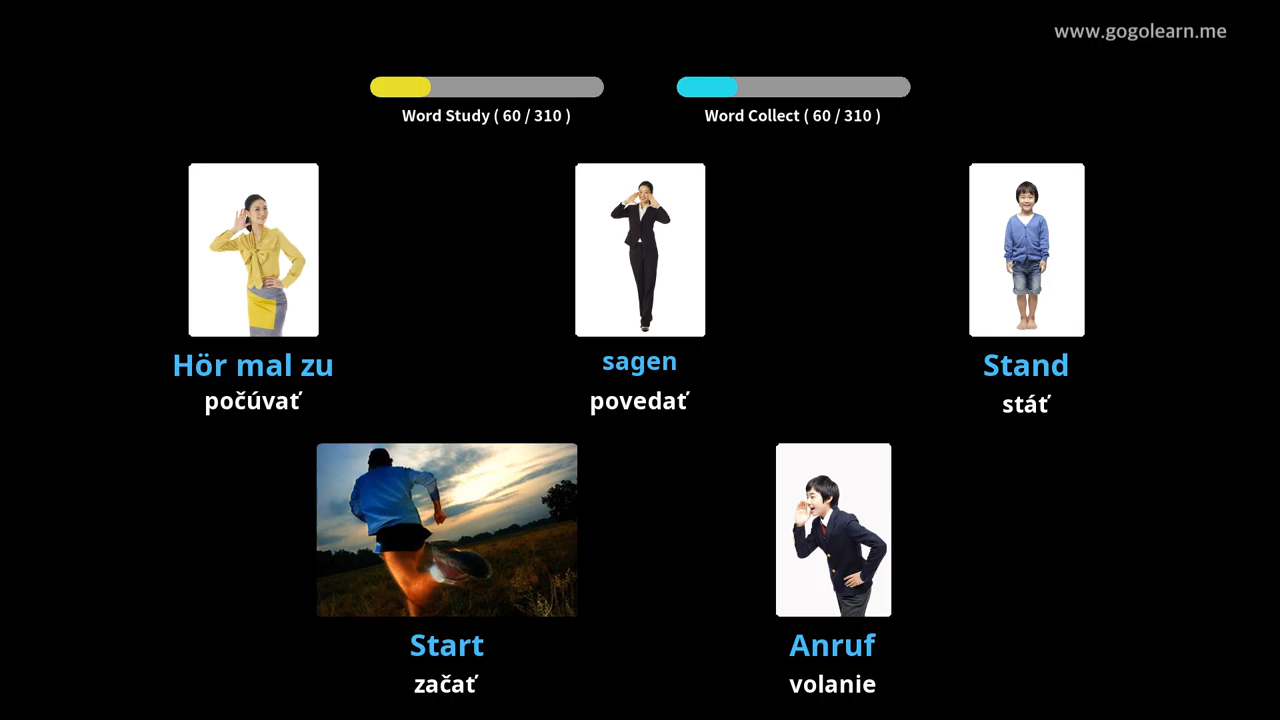 www.gogolearn.me
Word Study ( 60 / 310 )
Word Collect ( 60 / 310 )
Hör mal zu
počúvať
sagen
povedať
Stand
stáť
Start
začať
Anruf
volanie